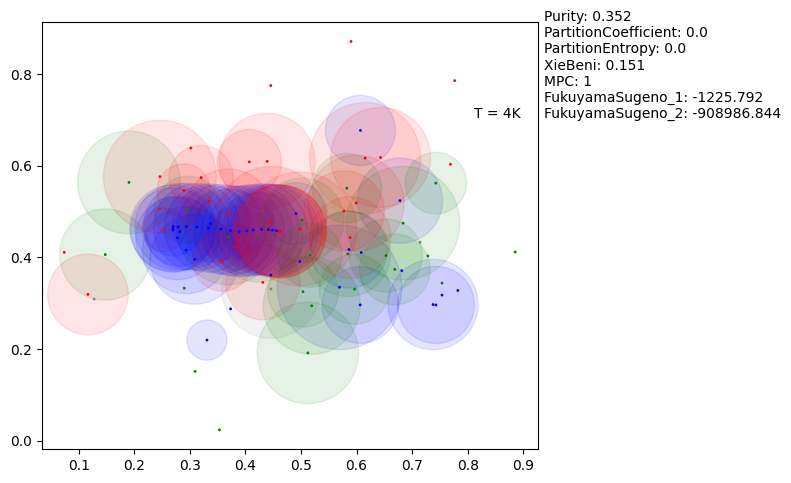 Purity: 0.352
PartitionCoefficient: 0.0
PartitionEntropy: 0.0
XieBeni: 0.151
MPC: 1
FukuyamaSugeno_1: -1225.792
FukuyamaSugeno_2: -908986.844
T = 4K
0.8
0.6
0.4
0.2
0.0
0.1 0.2 0.3 0.4 0.5 0.6 0.7 0.8 0.9